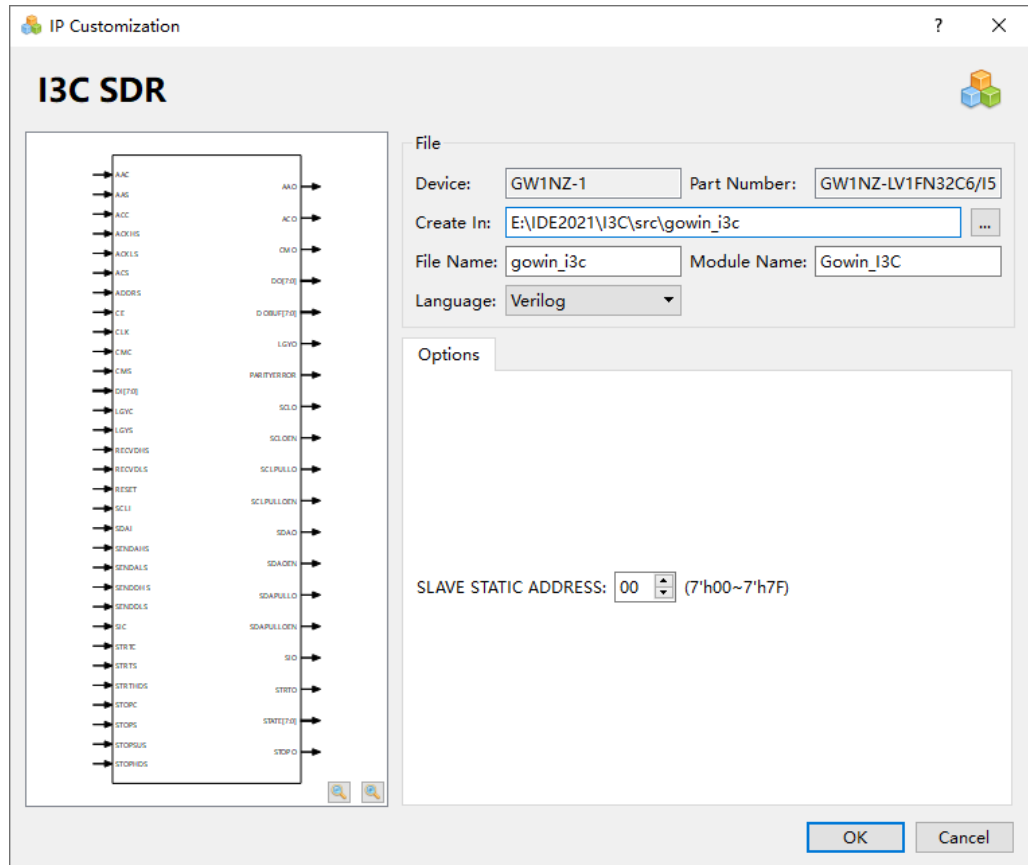 IP Customization
?
I3C SDR
AAC
AAS
ACC
ACKHS
ACKLS
ACS
ADDRS
CE
CLK
CMC
CMS
DI[7:0]
LGYC
LGYS
RECVDHS
RECVDLS
RESET
SCLI
SDAI
SENDAHS
SENDALS
SENDDHS
SENDDLS
SIC
STRTC
STRTS
STRTHDS
STOPC
STOPS
STOPSUS
STOPHDS
AAO
ACO
CMO
DO[7:0]
DOBUF[7:0]
LGYO
PARITYERROR
SCLO
SCLOEN
SCLPULLO
SCLPULLOEN
SDAO
SDAOEN
SDAPULLO
SDAPULLOEN
SIO
STRTO
STATE[7:0]
STOPO
File
Device: GW1NZ-1 Part Number: GW1NZ-LV1FN32C6/I5
Create In: E:\IDE2021\I3C\src\gowin_i3c ...
File Name: gowin_i3c Module Name: Gowin_I3C
Language: Verilog
Options
SLAVE STATIC ADDRESS: 00 (7'h00~7'h7F)
OK Cancel